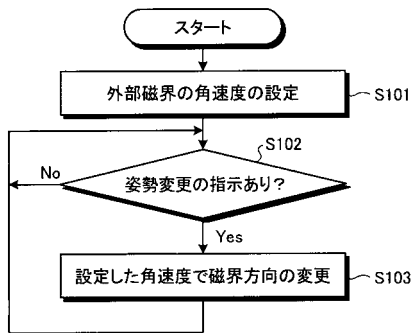 スタート
外部磁界の角速度の設定
S101
S102
姿勢変更の指示あり?
No
Yes
設定した角速度で磁界方向の変更
S103